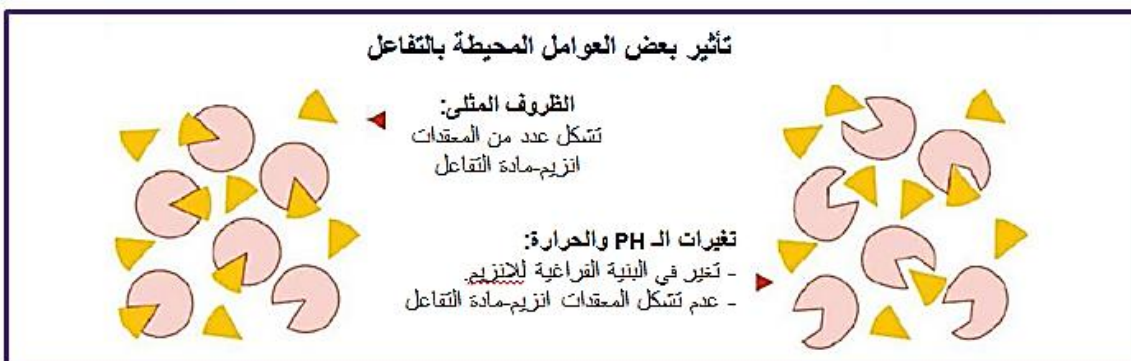 تأثير بعض العوامل المحيطة بالتفاعل
الظروف المثلى:
تشكل عدد من المعقدات
انزيم-مادة التفاعل
تغيرات الـ PH والحرارة:
- تغير في البنية الفراغية للانزيم.
- عدم تشكل المعقدات انزيم-مادة التفاعل